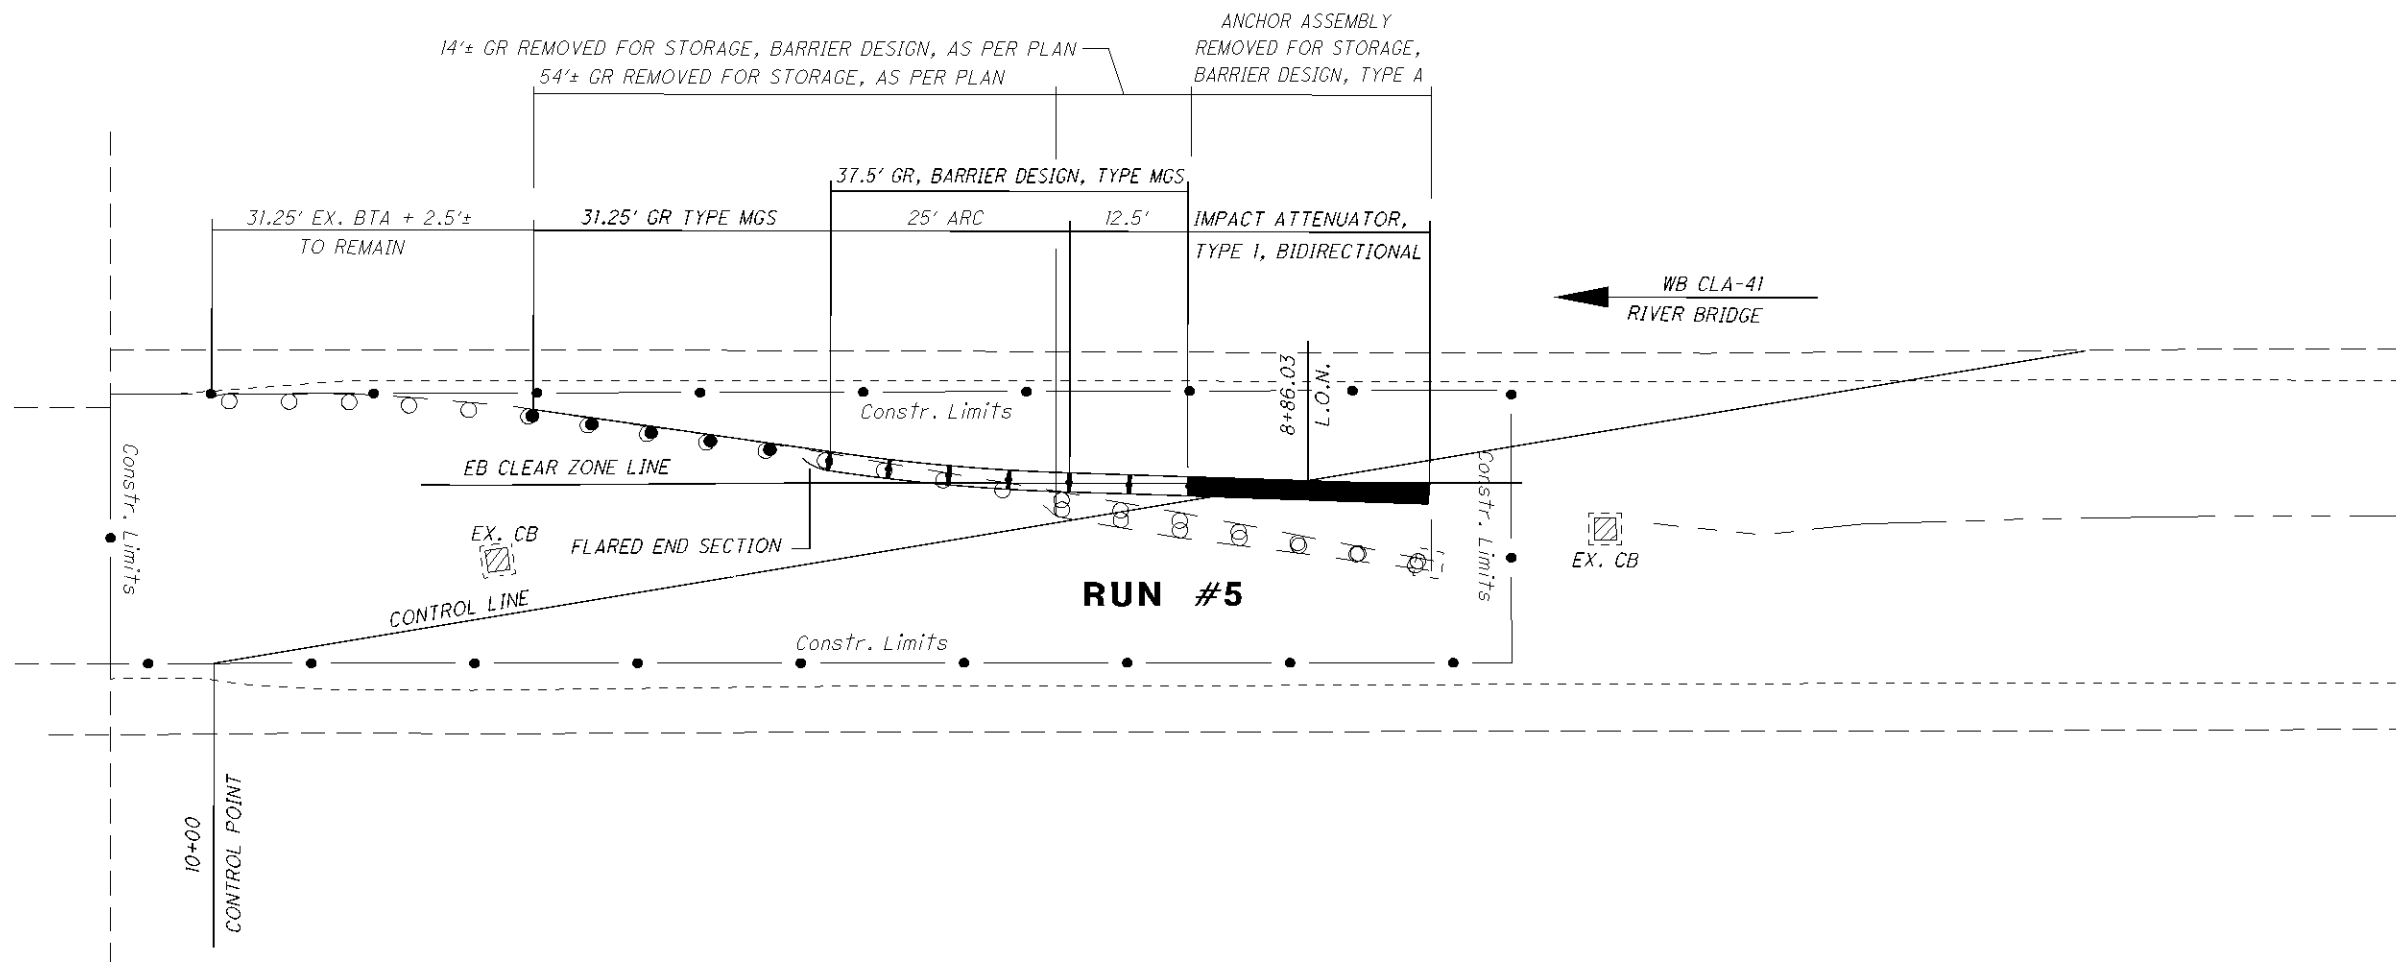 ANCHOR ASSEMBLY
REMOVED FOR STORAGE,
BARRIER DESIGN, TYPE A
14'± GR REMOVED FOR STORAGE, BARRIER DESIGN, AS PER PLAN
54'± GR REMOVED FOR STORAGE, AS PER PLAN
37.5' GR, BARRIER DESIGN, TYPE MGS
31.25' EX. BTA + 2.5'±
TO REMAIN
31.25' GR TYPE MGS
25' ARC
12.5'
IMPACT ATTENUATOR,
TYPE 1, BIDIRECTIONAL
WB CLA-41
RIVER BRIDGE
8+86.03
L.O.N.
Constr. Limits
Constr. Limits
EB CLEAR ZONE LINE
Constr. Limits
EX. CB
FLARED END SECTION
EX. CB
RUN #5
CONTROL LINE
Constr. Limits
10+00
CONTROL POINT